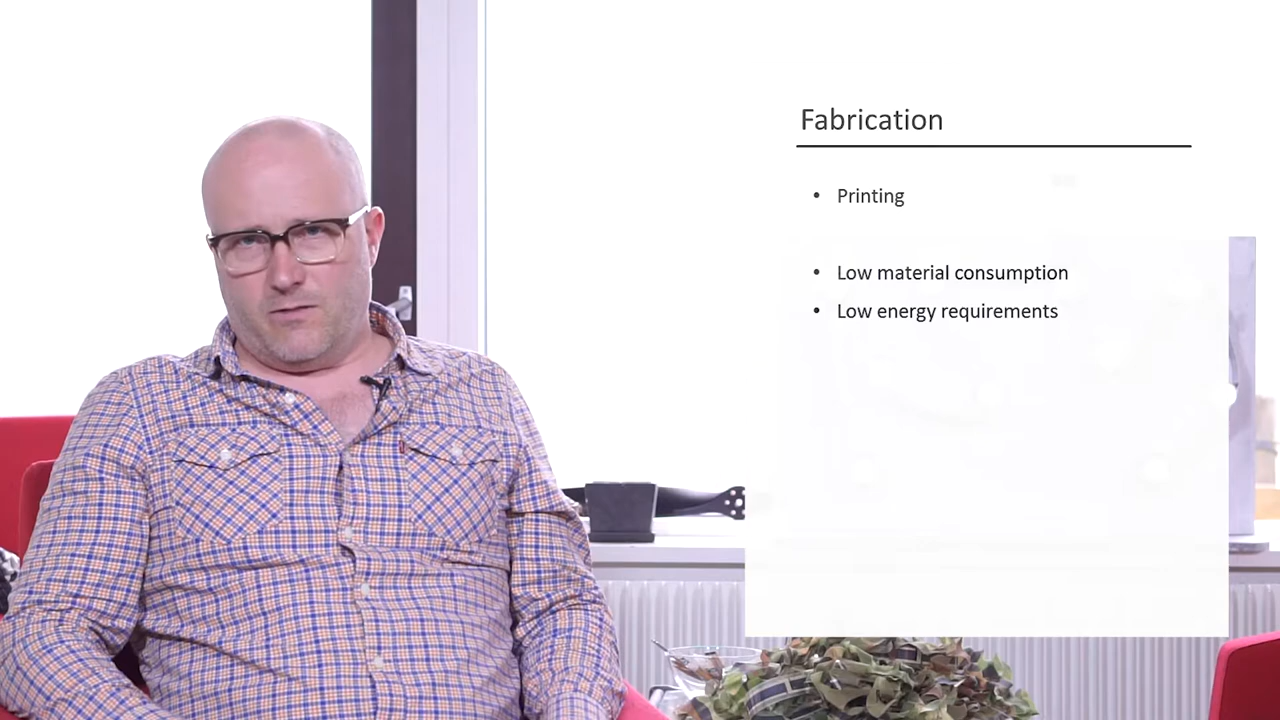 Fabrication
• Printing
• Low material consumption
• Low energy requirements